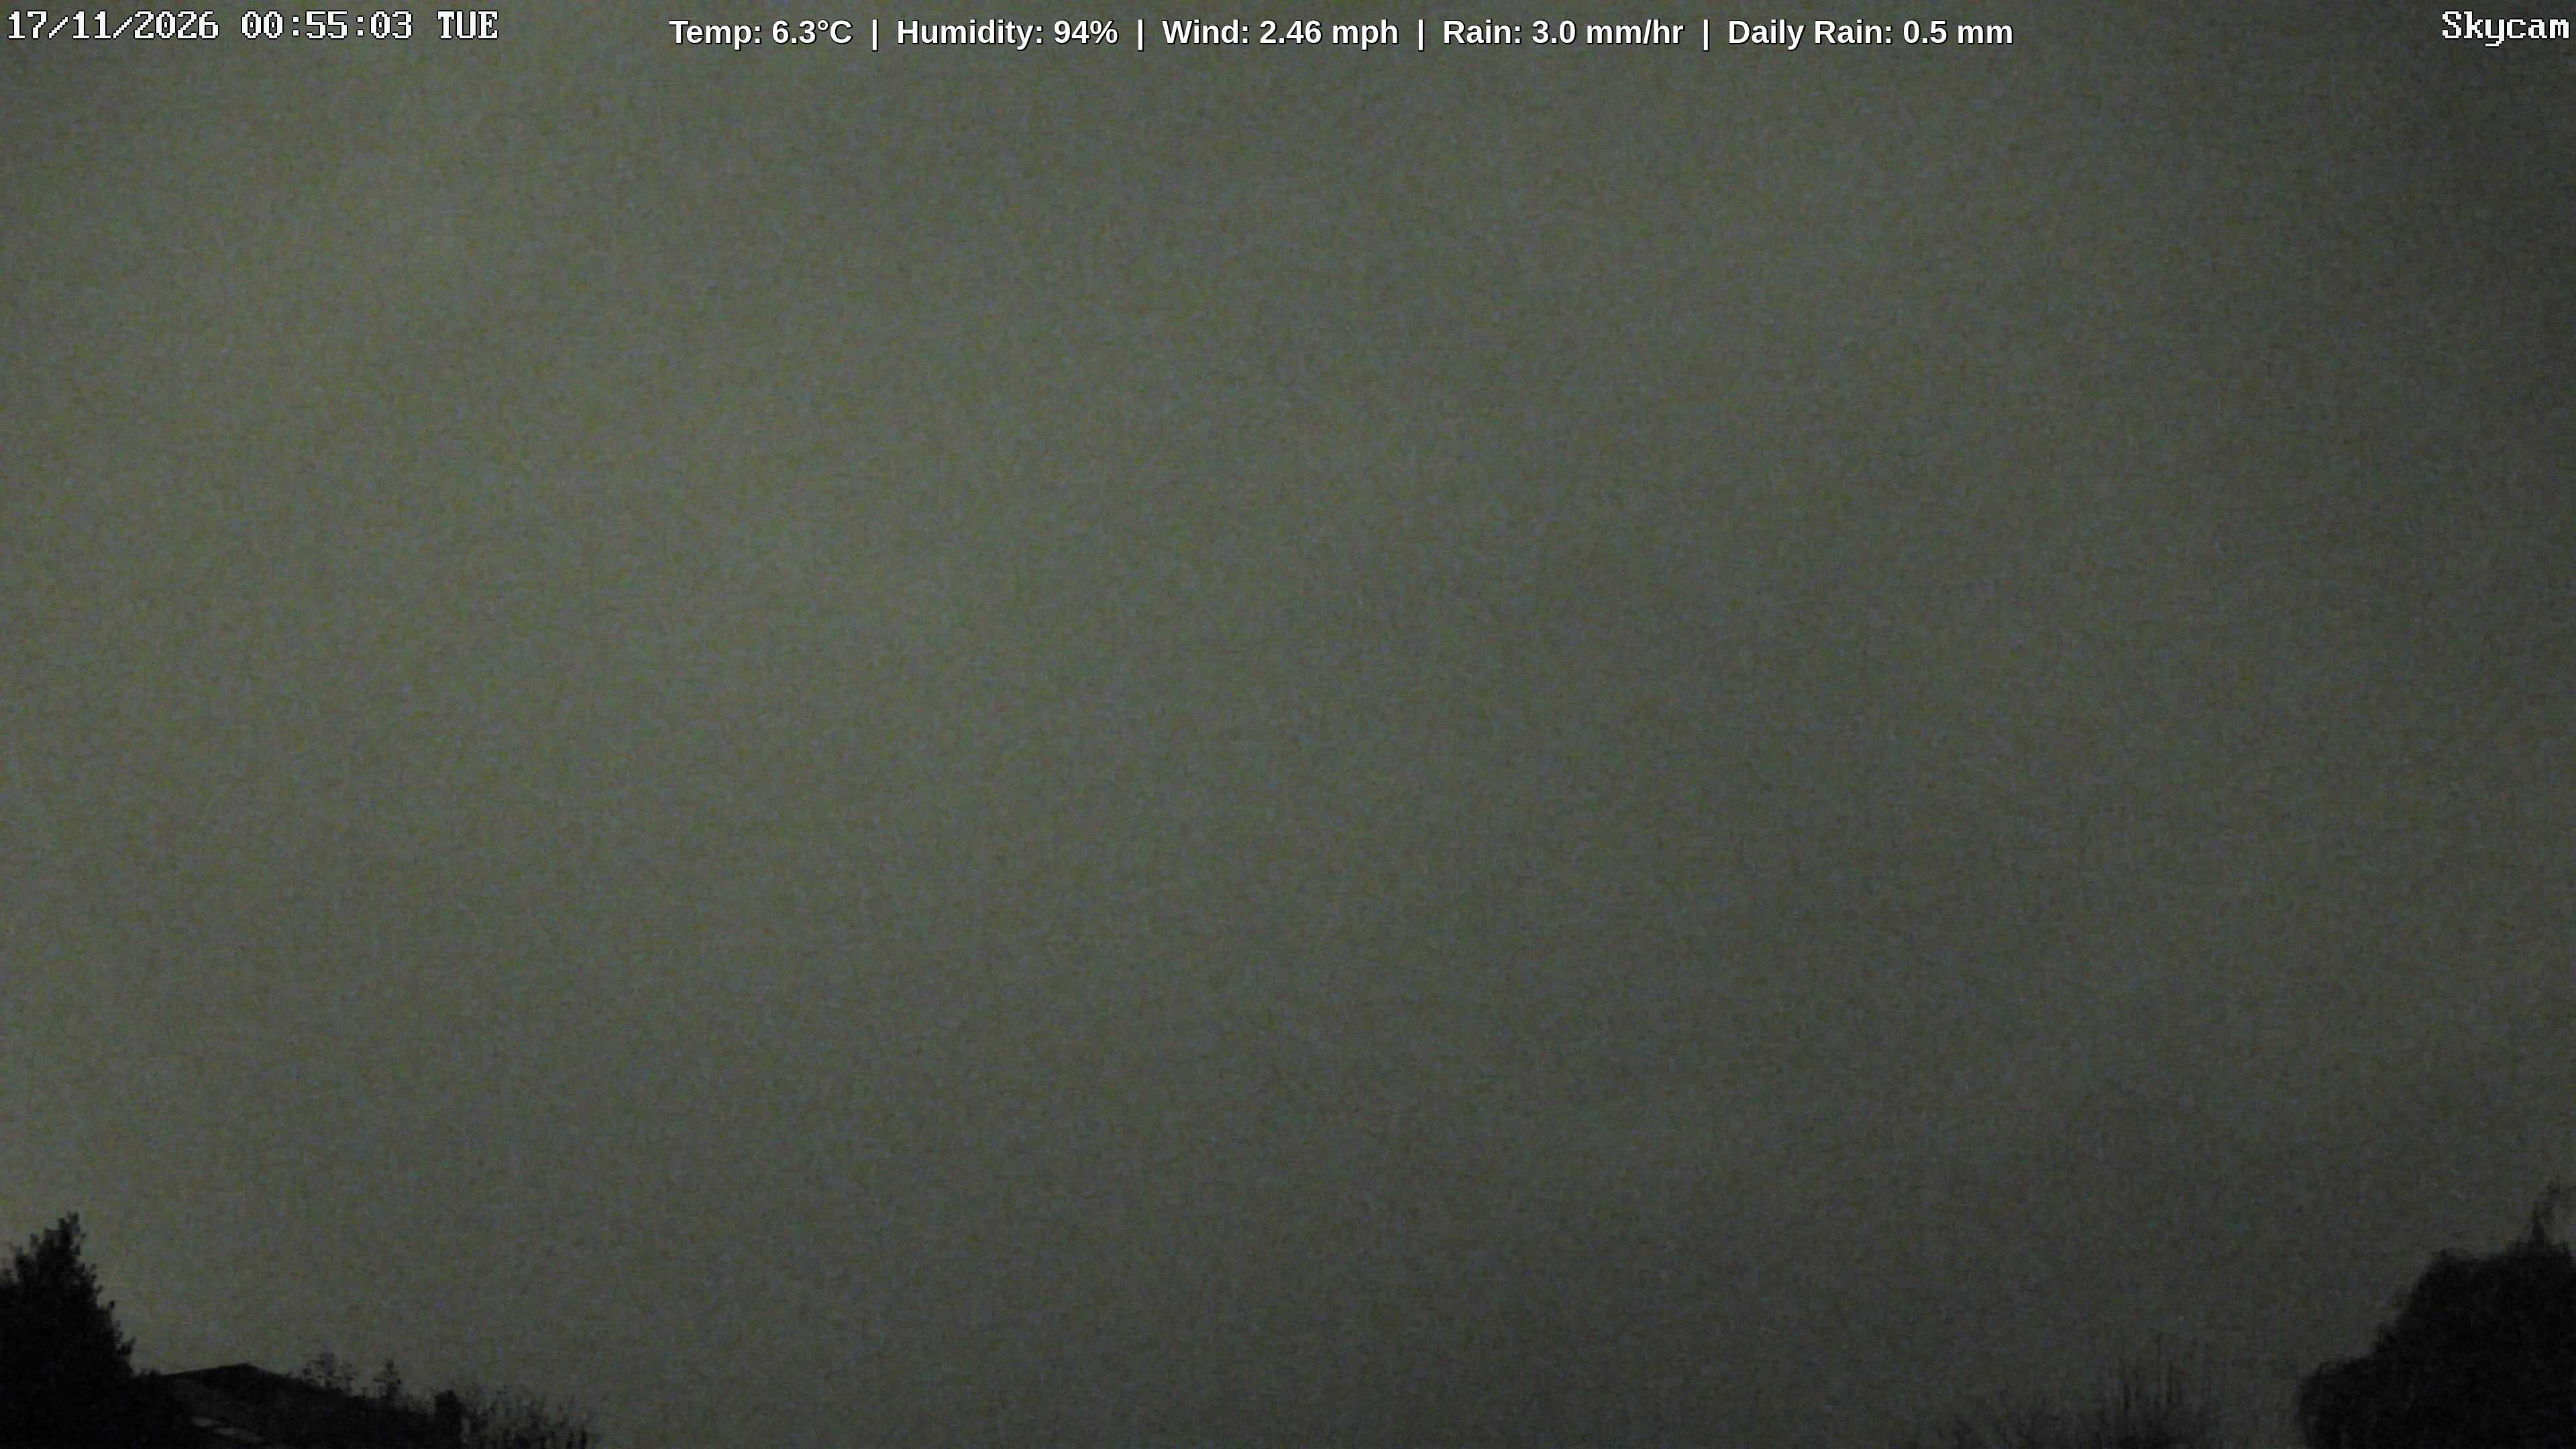 17/11/2026 00:55:03 TUE
Temp: 6.3°C | Humidity: 94% | Wind: 2.46 mph | Rain: 3.0 mm/hr | Daily Rain: 0.5 mm
Skycam